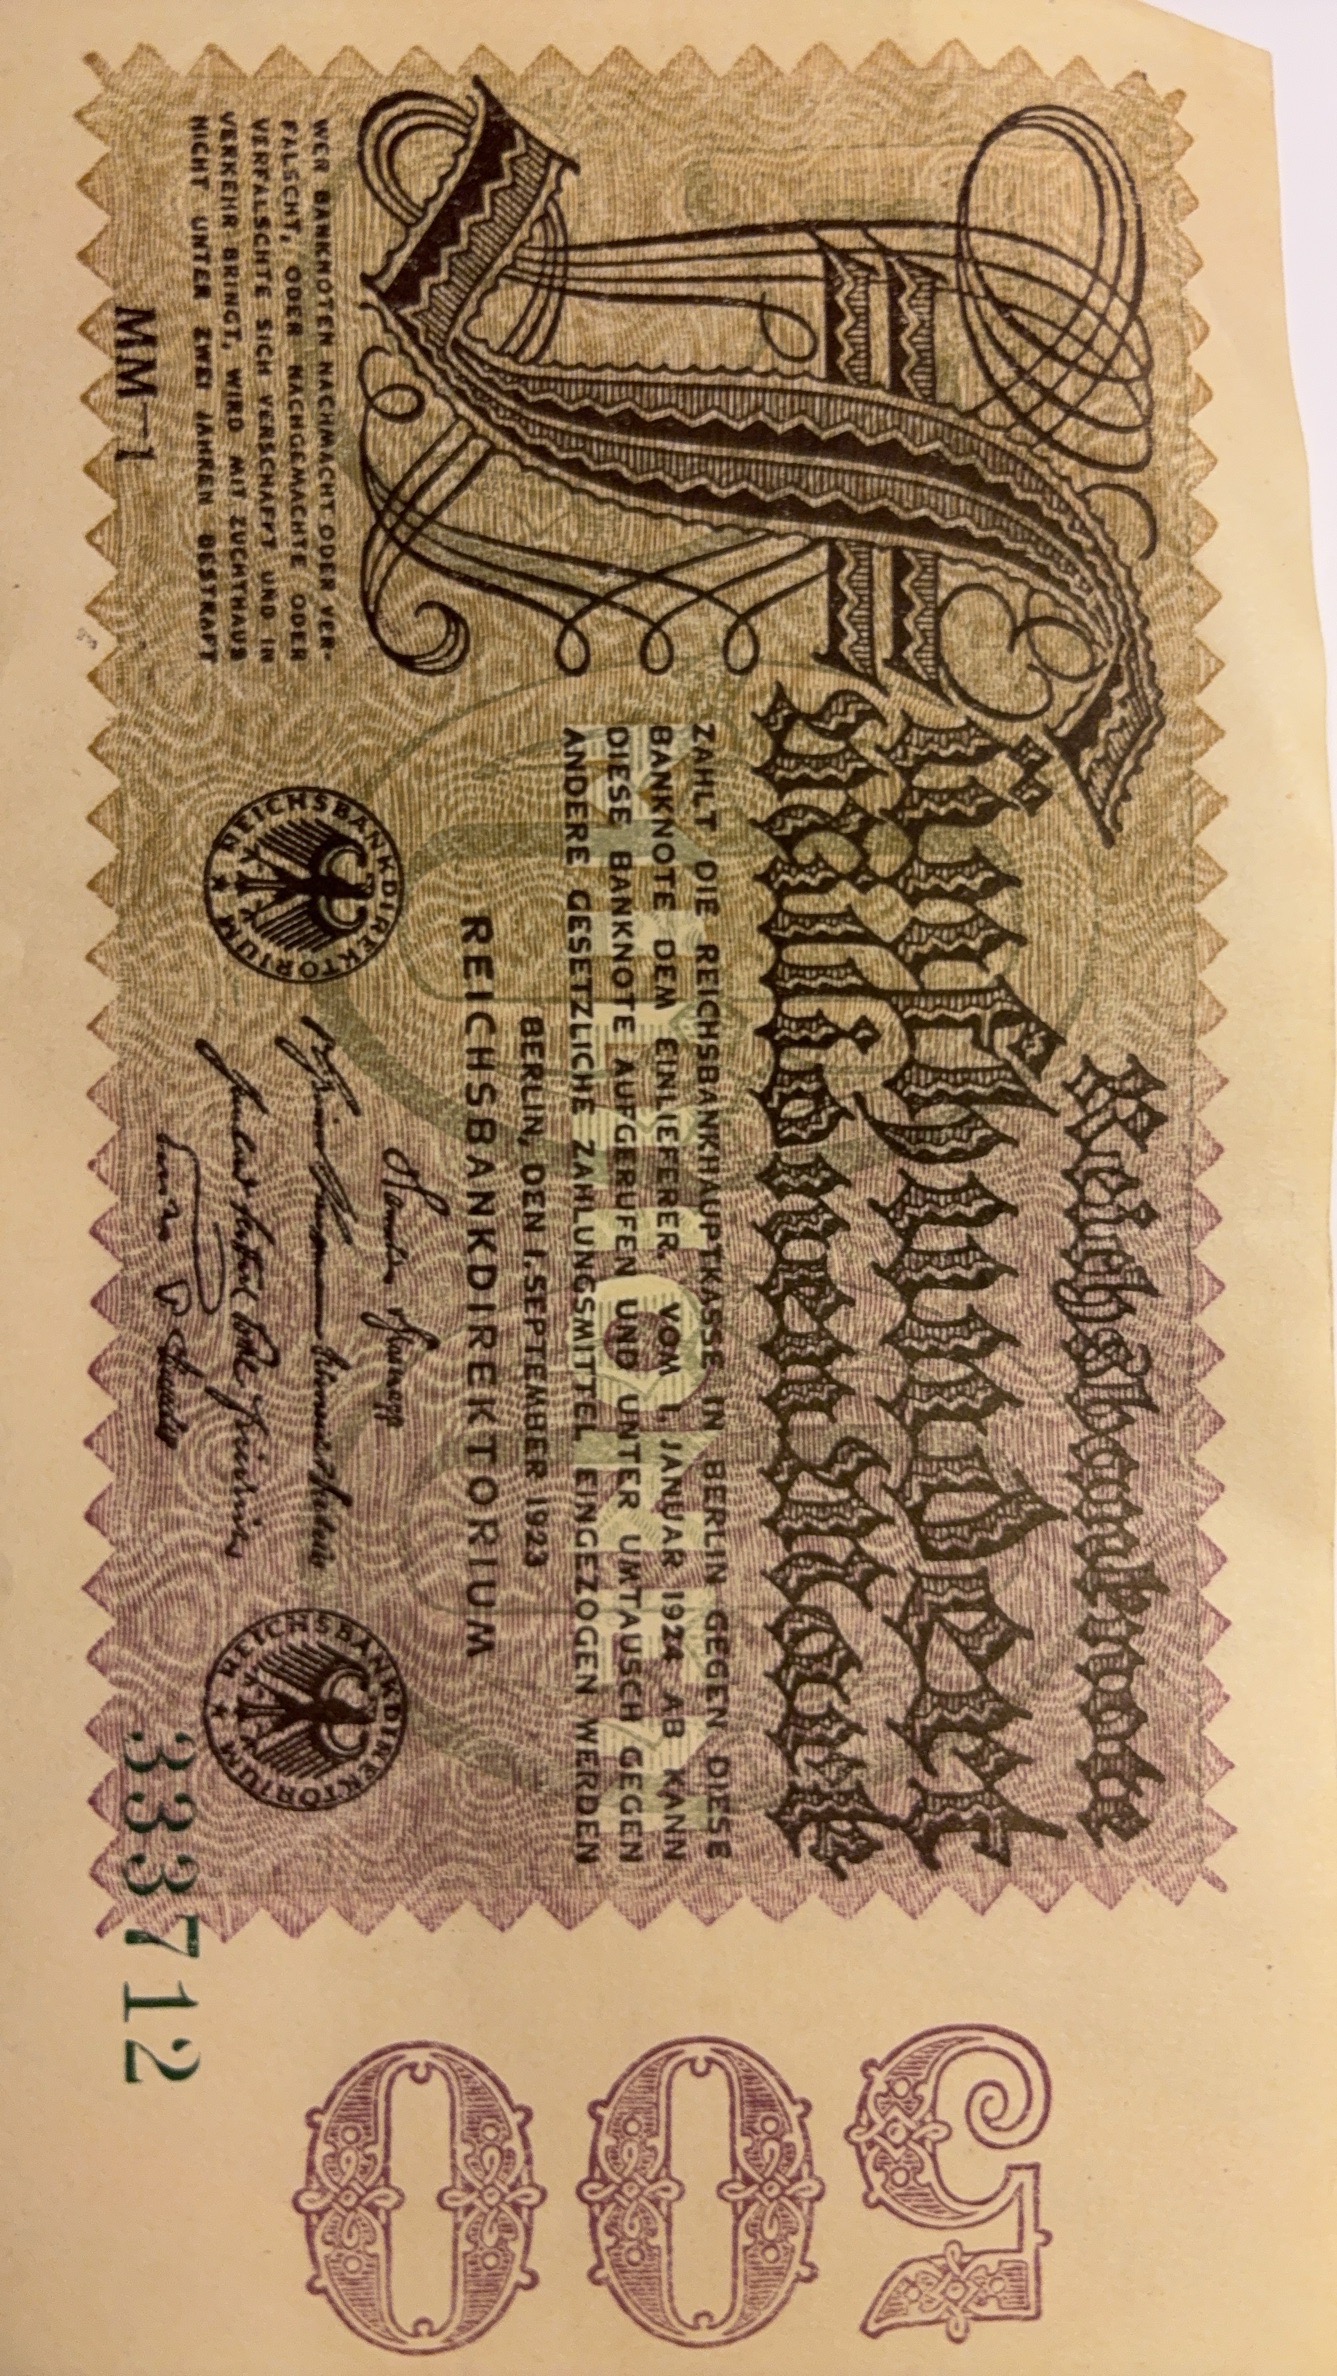 Reichsbanknote
Fünfhundert
Millionen Mark
ZAHLT DIE REICHSBANKHAUPTKASSE IN BERLIN GEGEN DIESE
BANKNOTE DEM EINLIEFERER. VOM 1. JANUAR 1924 AB KANN
DIESE BANKNOTE AUFGERUFEN UND UNTER UMTAUSCH GEGEN
ANDERE GESETZLICHE ZAHLUNGSMITTEL EINGEZOGEN WERDEN
BERLIN, DEN 1. SEPTEMBER 1923
REICHSBANKDIREKTORIUM
WER BANKNOTEN NACHMACHT ODER VER-
FÄLSCHT, ODER NACHGEMACHTE ODER
VERFÄLSCHTE SICH VERSCHAFFT UND IN
VERKEHR BRINGT, WIRD MIT ZUCHTHAUS
NICHT UNTER ZWEI JAHREN BESTRAFT
MM-1
REICHSBANKDIREKTORIUM
REICHSBANKDIREKTORIUM
333712
500
MILLIONEN